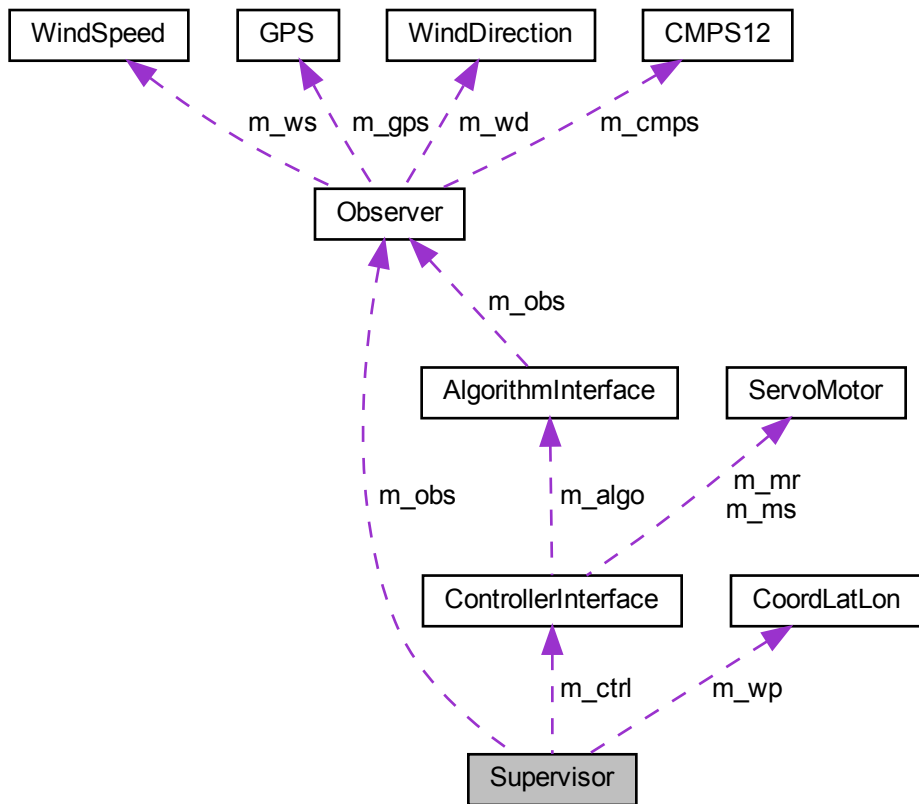 WindSpeed
GPS
WindDirection
CMPS12
m_ws
m_gps
m_wd
m_cmps
Observer
m_obs
AlgorithmInterface
ServoMotor
m_obs
m_algo
m_mr
m_ms
ControllerInterface
CoordLatLon
m_ctrl
m_wp
Supervisor